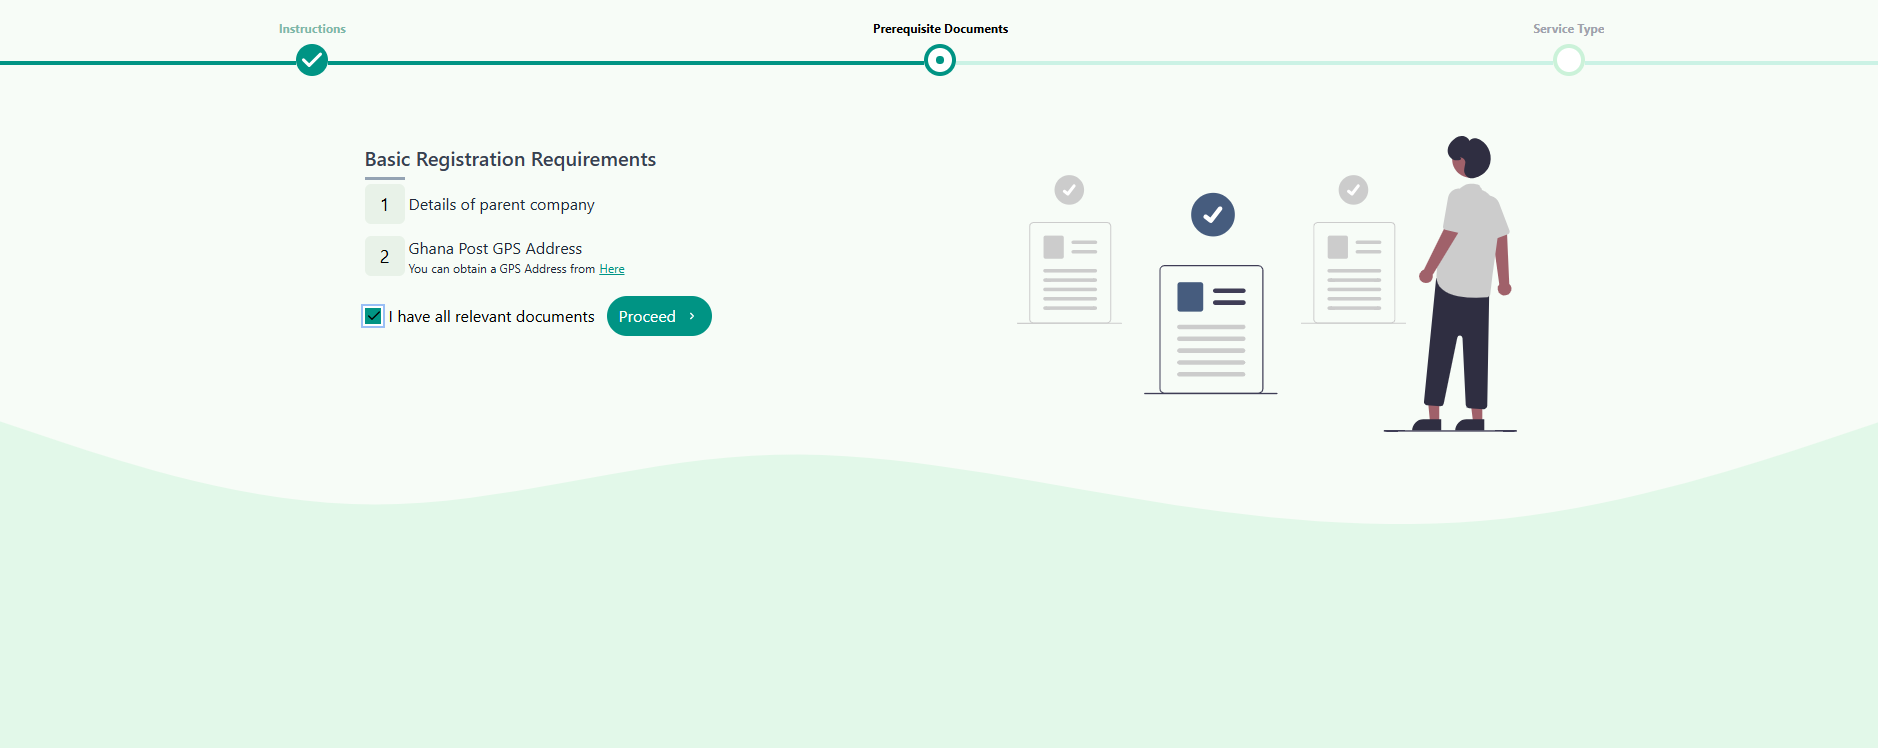 Instructions
Prerequisite Documents
Service Type
Basic Registration Requirements
1 Details of parent company
2 Ghana Post GPS Address
You can obtain a GPS Address from Here
I have all relevant documents
Proceed